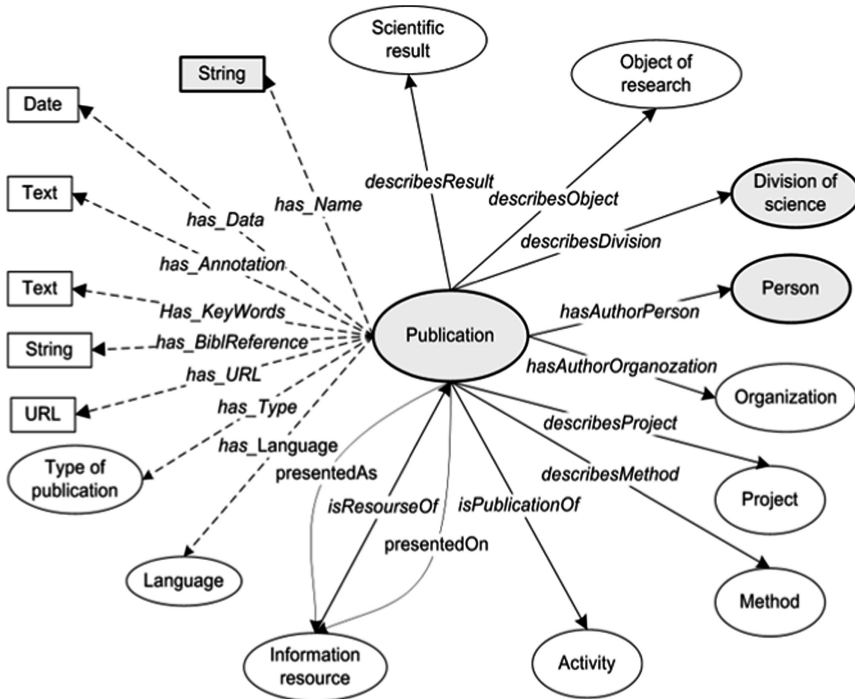 Scientific
result
String
Object of
research
Date
describesResult
Text
has_Name
describesObject
Division of
science
has_Data
describesDivision
has_Annotation
Text
Person
Has_KeyWords
hasAuthorPerson
Publication
String
has_BiblReference
hasAuthorOrganozation
has_URL
Organization
URL
has_Type
describesProject
has_Language
Type of
publication
presentedAs
describesMethod
Project
isResourseOf
isPublicationOf
presentedOn
Language
Method
Information
resource
Activity